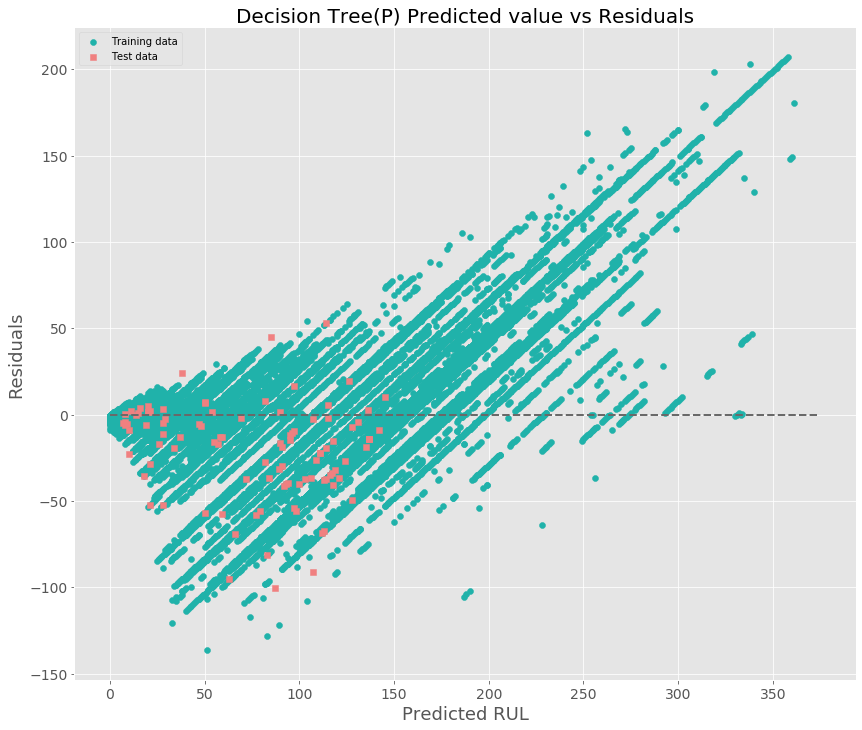 Decision Tree(P) Predicted value vs Residuals
Training data
Test data
200
150
100
50
0
−50
−100
−150
Residuals
0 50 100 150 200 250 300 350
Predicted RUL